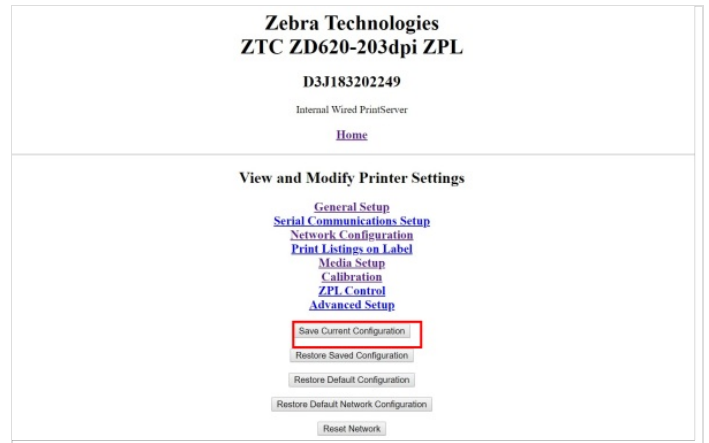 Zebra Technologies
ZTC ZD620-203dpi ZPL
D3J183202249
Internal Wired PrintServer
Home
View and Modify Printer Settings
General Setup
Serial Communications Setup
Network Configuration
Print Listings on Label
Media Setup
Calibration
ZPL Control
Advanced Setup
Save Current Configuration
Restore Saved Configuration
Restore Default Configuration
Restore Default Network Configuration
Reset Network